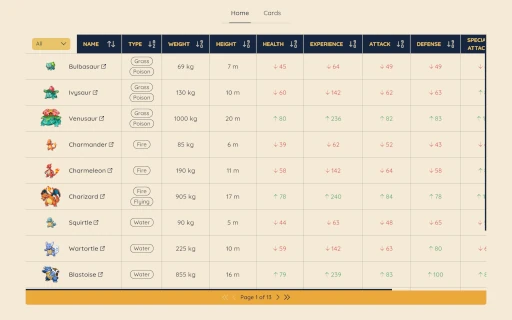 Home Cards
All NAME TYPE WEIGHT HEIGHT HEALTH EXPERIENCE ATTACK DEFENSE
Bulbasaur Grass Poison 69 kg 7 m 45 64 49 49
Ivysaur Grass Poison 130 kg 10 m 60 142 62 63
Venusaur Grass Poison 1000 kg 20 m 80 236 82 83
Charmander Fire 85 kg 6 m 39 62 52 43
Charmeleon Fire 190 kg 11 m 58 142 64 58
Charizard Fire Flying 905 kg 17 m 78 240 84 78
Squirtle Water 90 kg 5 m 44 63 48 65
Wartortle Water 225 kg 10 m 59 142 63 80
Blastoise Water 855 kg 16 m 79 239 83 100
Page 1 of 13